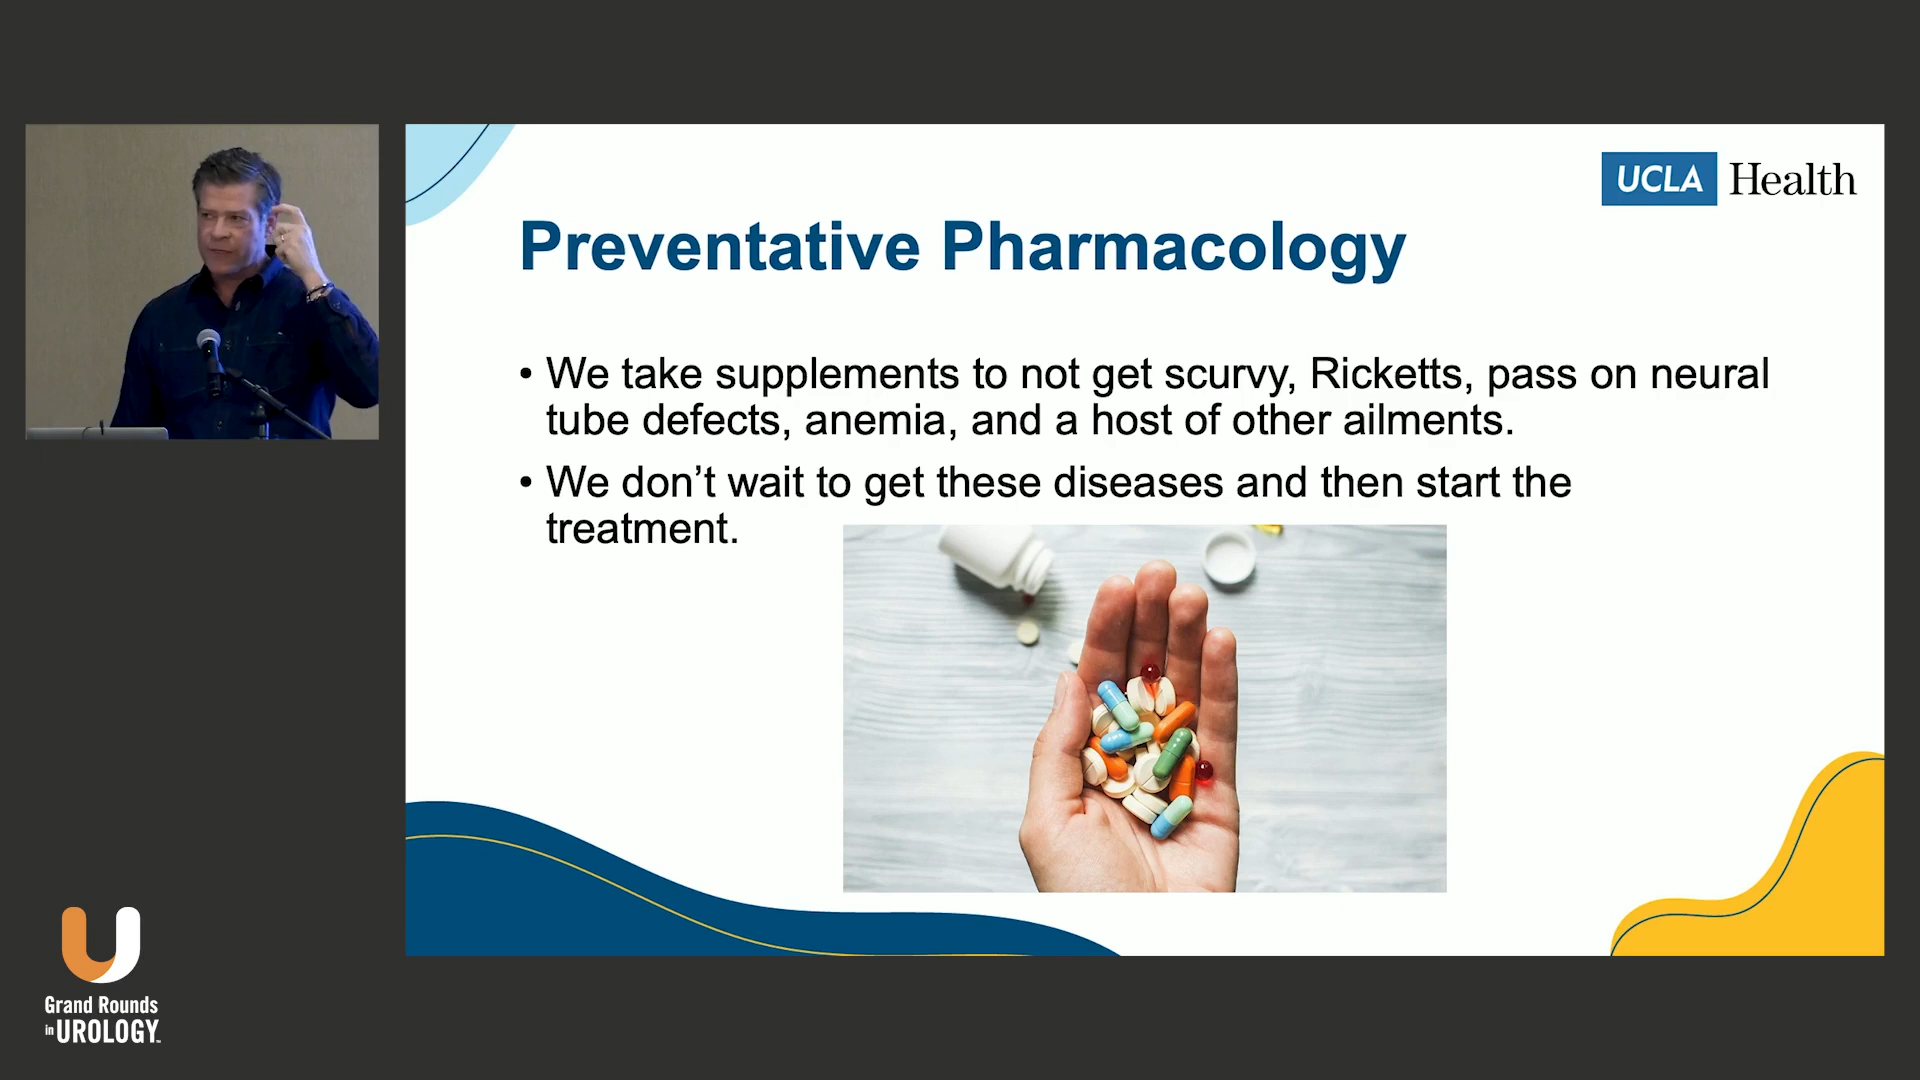 UCLA Health
Preventative Pharmacology
• We take supplements to not get scurvy, Ricketts, pass on neural
tube defects, anemia, and a host of other ailments.
• We don’t wait to get these diseases and then start the
treatment.
Grand Rounds
in UROLOGY™